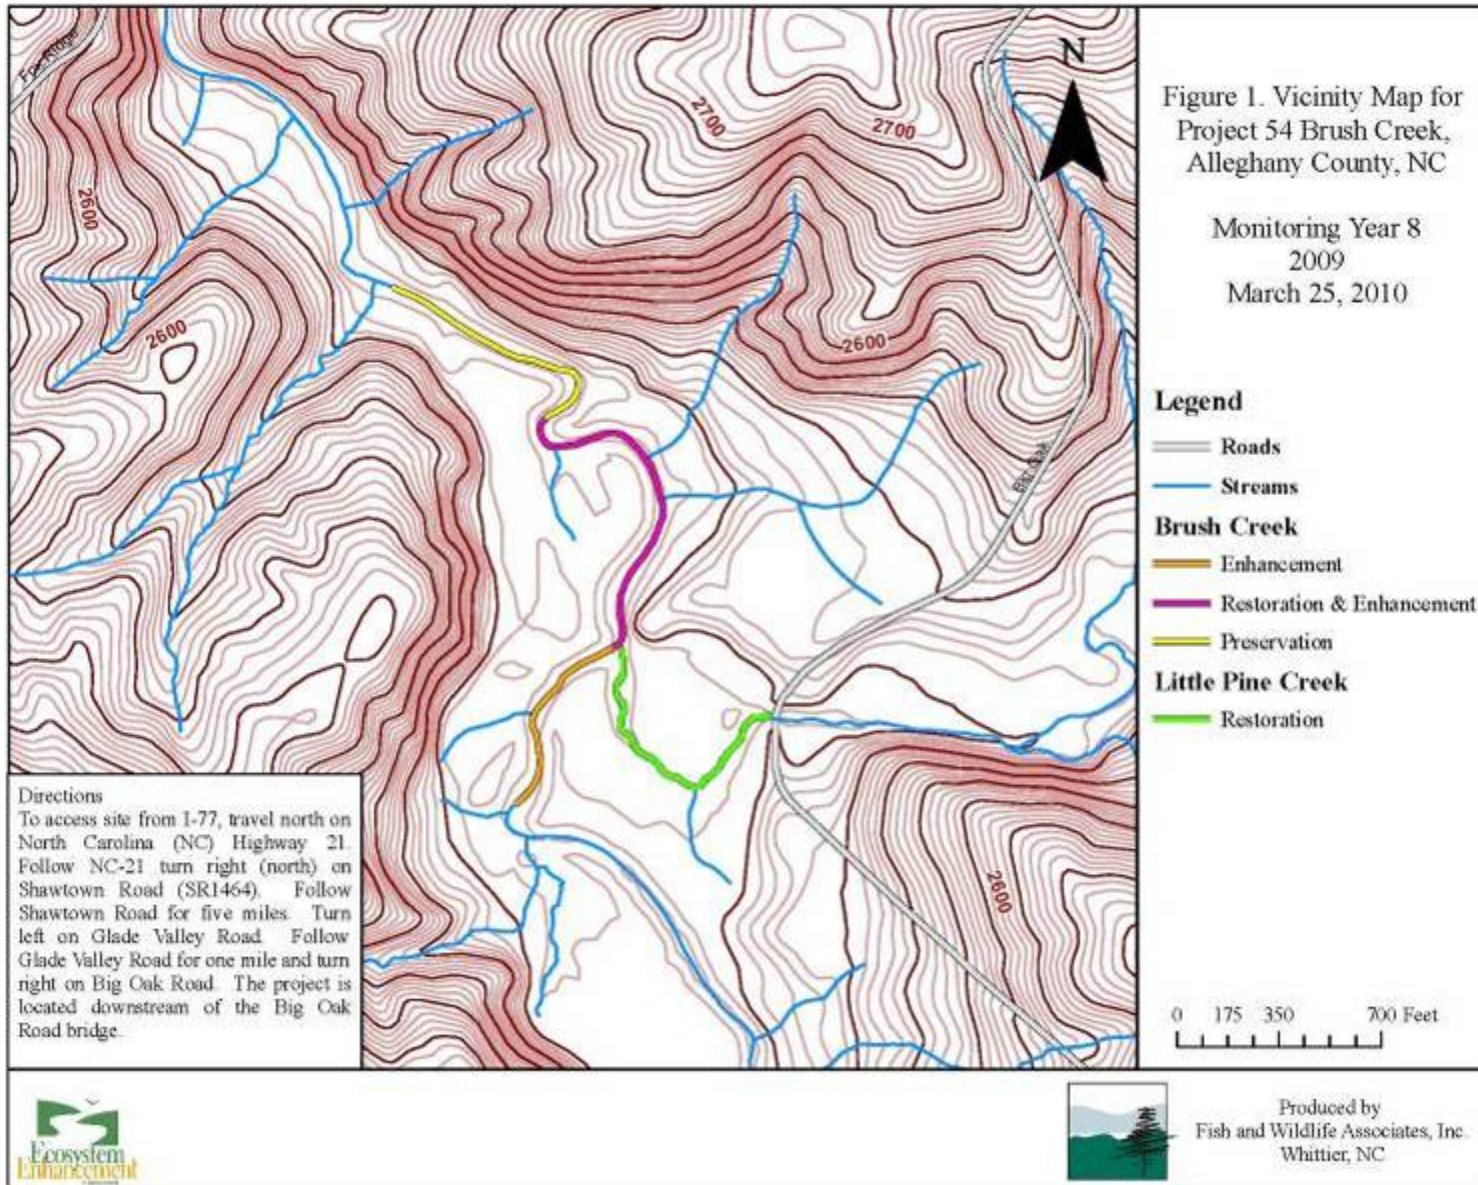 Fox Ridge
N
2700
2700
2600
2600
2600
Big Oak
2600
Figure 1. Vicinity Map for
Project 54 Brush Creek,
Alleghany County, NC
Monitoring Year 8
2009
March 25, 2010
Legend
Roads
Streams
Brush Creek
Enhancement
Restoration & Enhancement
Preservation
Little Pine Creek
Restoration
0 175 350 700 Feet
Directions
To access site from I-77, travel north on
North Carolina (NC) Highway 21.
Follow NC-21 turn right (north) on
Shawtown Road (SR1464). Follow
Shawtown Road for five miles. Turn
left on Glade Valley Road. Follow
Glade Valley Road for one mile and turn
right on Big Oak Road. The project is
located downstream of the Big Oak
Road bridge.
Ecosystem
Enhancement
Produced by
Fish and Wildlife Associates, Inc.
Whittier, NC